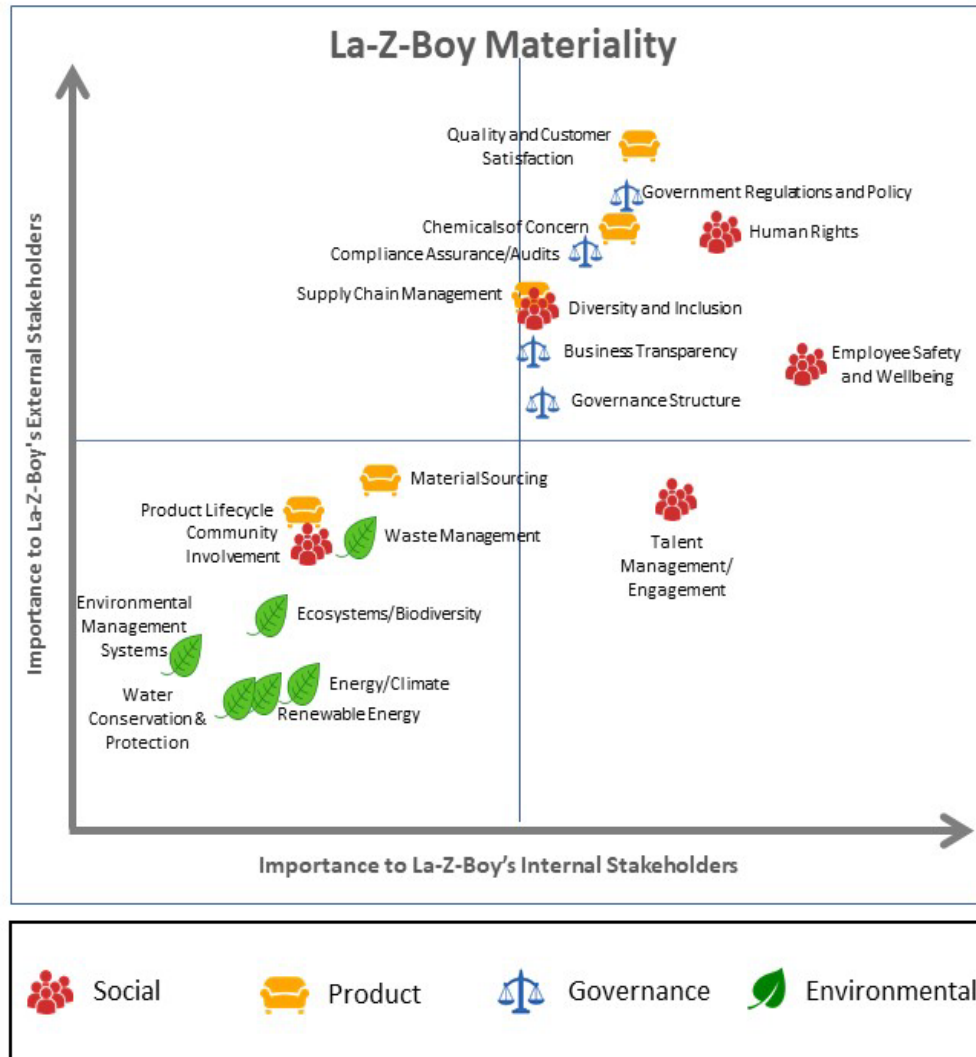 La-Z-Boy Materiality
Importance to La-Z-Boy's External Stakeholders
Quality and Customer
Satisfaction
Government Regulations and Policy
Chemicals of Concern
Human Rights
Compliance Assurance/Audits
Supply Chain Management
Diversity and Inclusion
Business Transparency
Employee Safety
and Wellbeing
Governance Structure
Material Sourcing
Product Lifecycle
Community
Involvement
Waste Management
Talent
Management/
Engagement
Environmental
Management
Systems
Ecosystems/Biodiversity
Energy/Climate
Renewable Energy
Water
Conservation &
Protection
Importance to La-Z-Boy’s Internal Stakeholders
Social
Product
Governance
Environmental